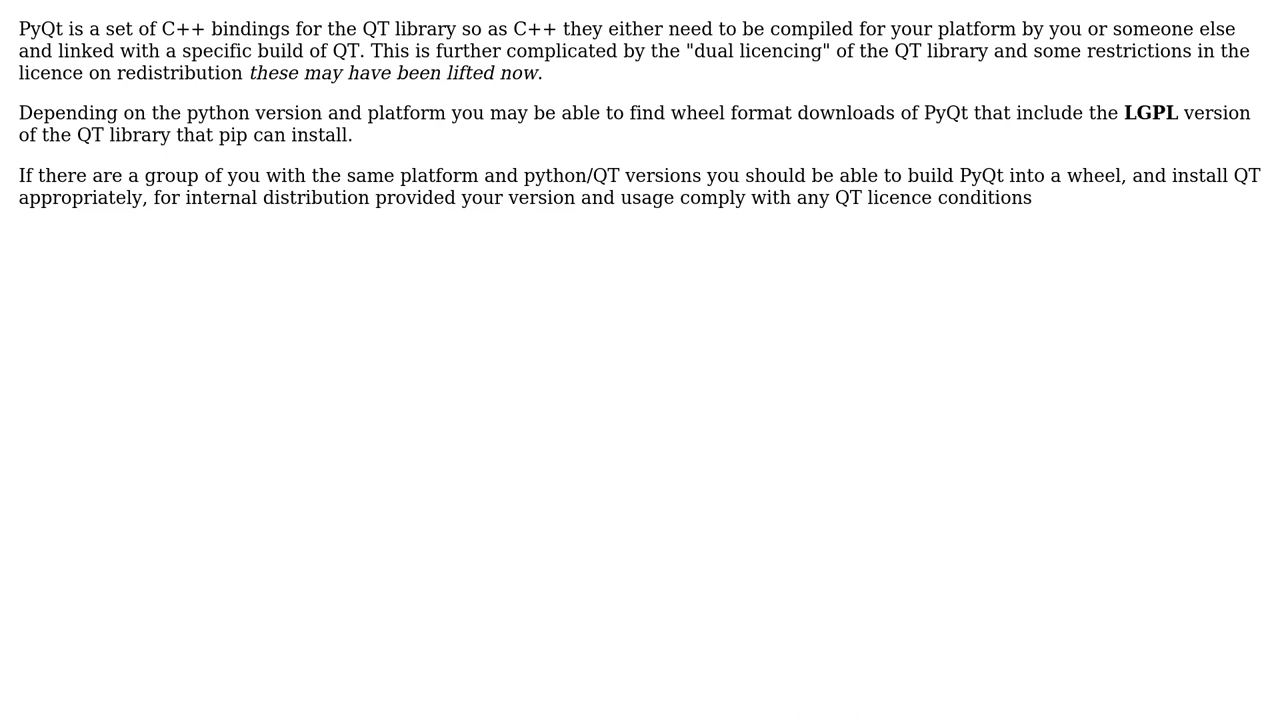 PyQt is a set of C++ bindings for the QT library so as C++ they either need to be compiled for your platform by you or someone else
and linked with a specific build of QT. This is further complicated by the "dual licencing" of the QT library and some restrictions in the
licence on redistribution these may have been lifted now.
Depending on the python version and platform you may be able to find wheel format downloads of PyQt that include the LGPL version
of the QT library that pip can install.
If there are a group of you with the same platform and python/QT versions you should be able to build PyQt into a wheel, and install QT
appropriately, for internal distribution provided your version and usage comply with any QT licence conditions